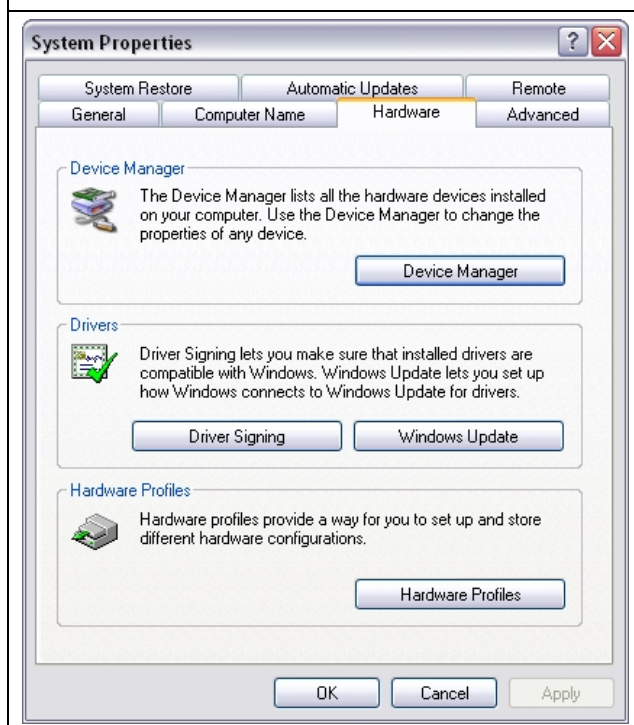 System Properties
System Restore Automatic Updates Remote
General Computer Name Hardware Advanced
Device Manager
The Device Manager lists all the hardware devices installed
on your computer. Use the Device Manager to change the
properties of any device.
Device Manager
Drivers
Driver Signing lets you make sure that installed drivers are
compatible with Windows. Windows Update lets you set up
how Windows connects to Windows Update for drivers.
Driver Signing Windows Update
Hardware Profiles
Hardware profiles provide a way for you to set up and store
different hardware configurations.
Hardware Profiles
OK Cancel Apply